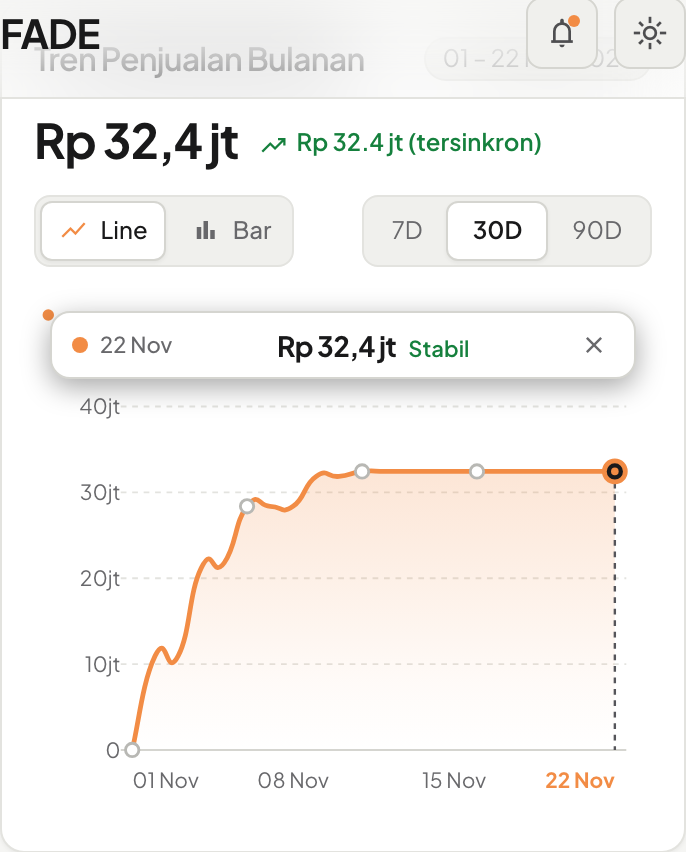 FADE
Tren Penjualan Bulanan
01 – 22
Rp 32,4 jt
Rp 32.4 jt (tersinkron)
Line
Bar
7D
30D
90D
22 Nov
Rp 32,4 jt Stabil
40jt
30jt
20jt
10jt
0
01 Nov
08 Nov
15 Nov
22 Nov